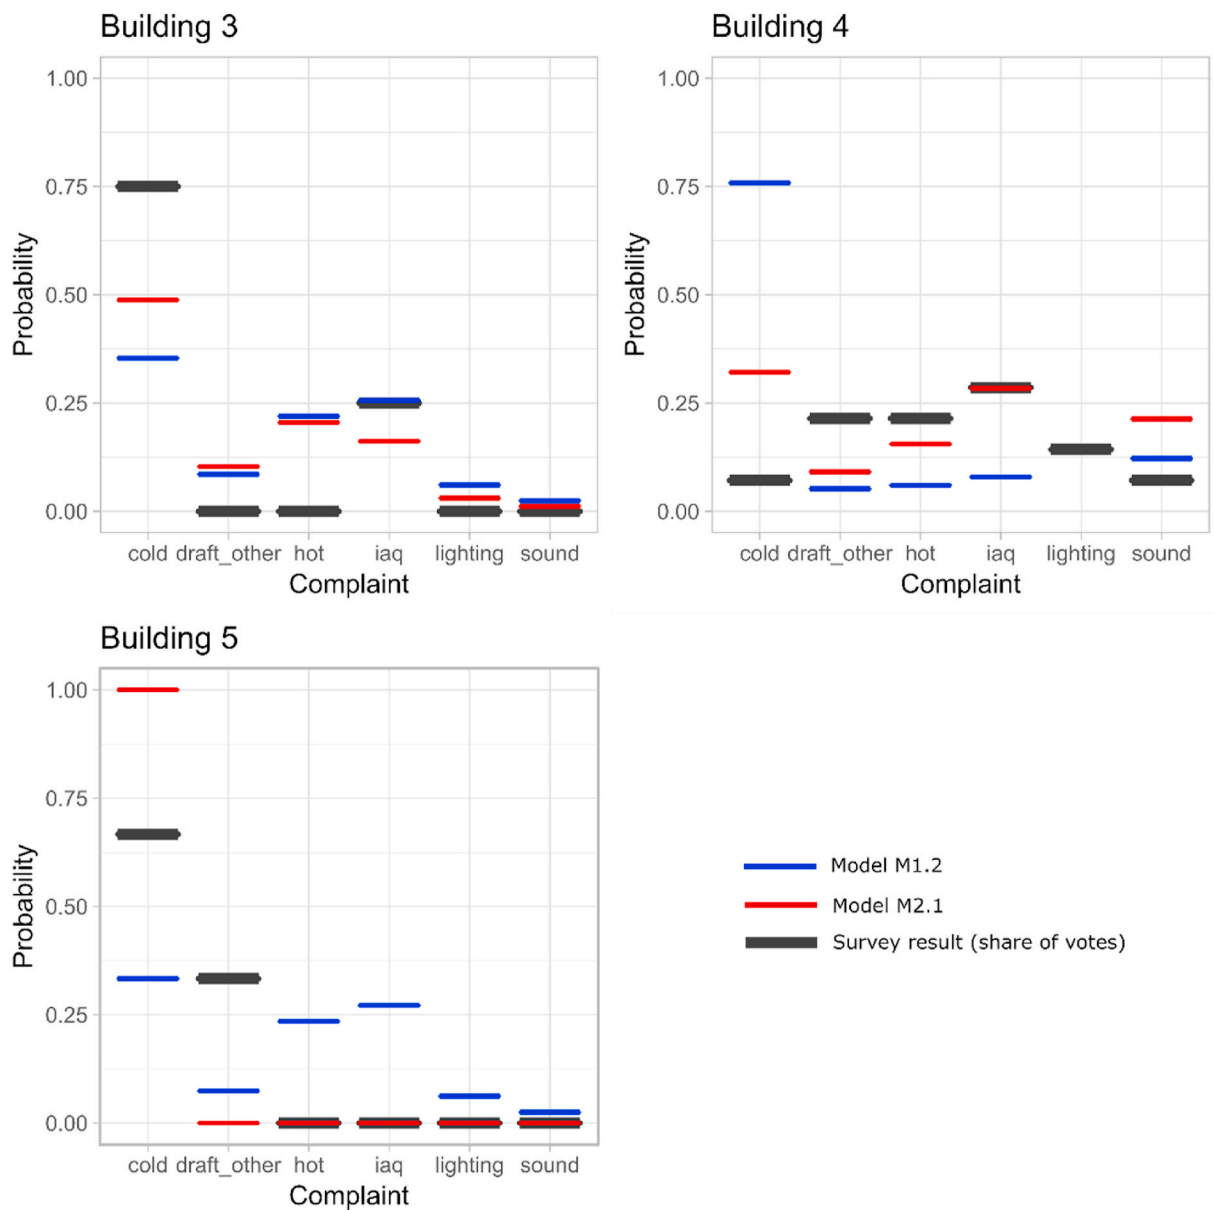 Building 3
1.00
0.75
0.50
0.25
0.00
Probability
cold draft_other hot iaq lighting sound
Complaint
Building 4
1.00
0.75
0.50
0.25
0.00
Probability
cold draft_other hot iaq lighting sound
Complaint
Building 5
1.00
0.75
0.50
0.25
0.00
Probability
cold draft_other hot iaq lighting sound
Complaint
Model M1.2
Model M2.1
Survey result (share of votes)